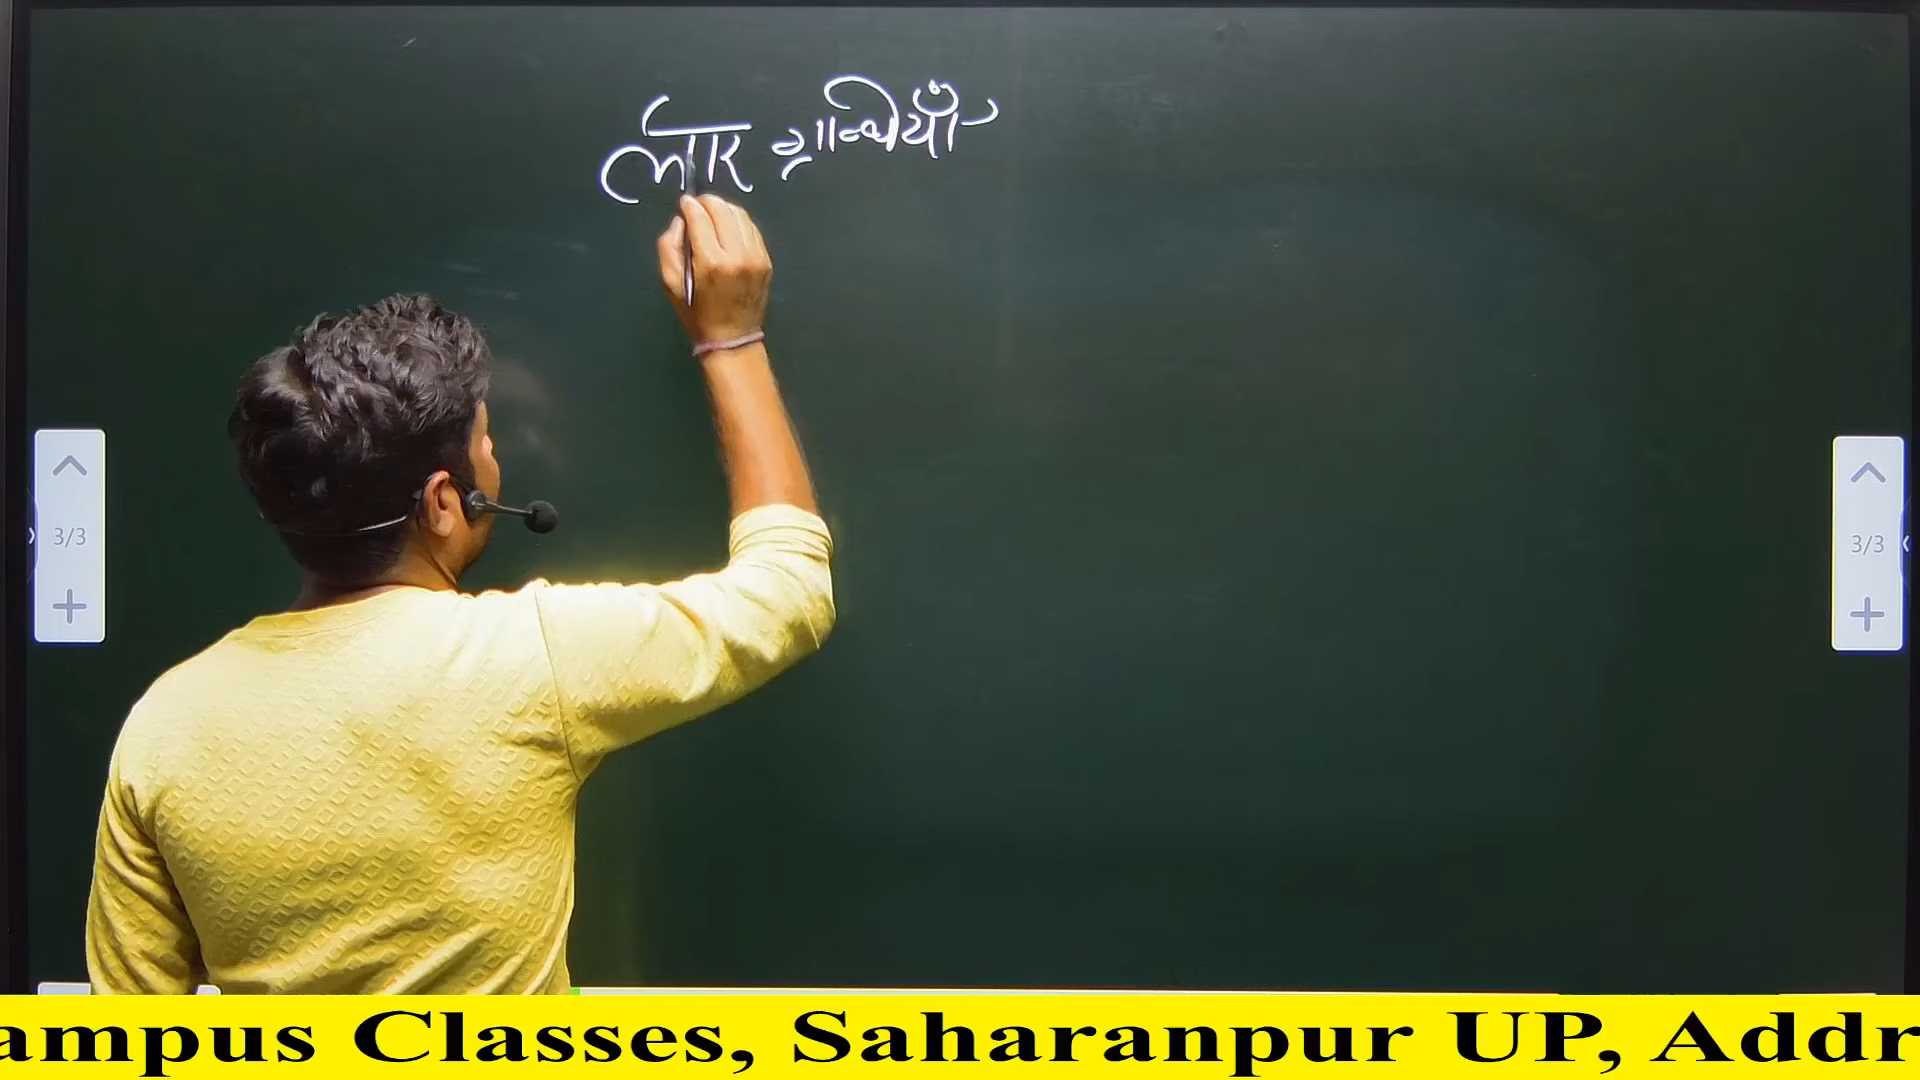 लार ग्रन्थियाँ
3/3
3/3
ampus Classes, Saharanpur UP, Addr